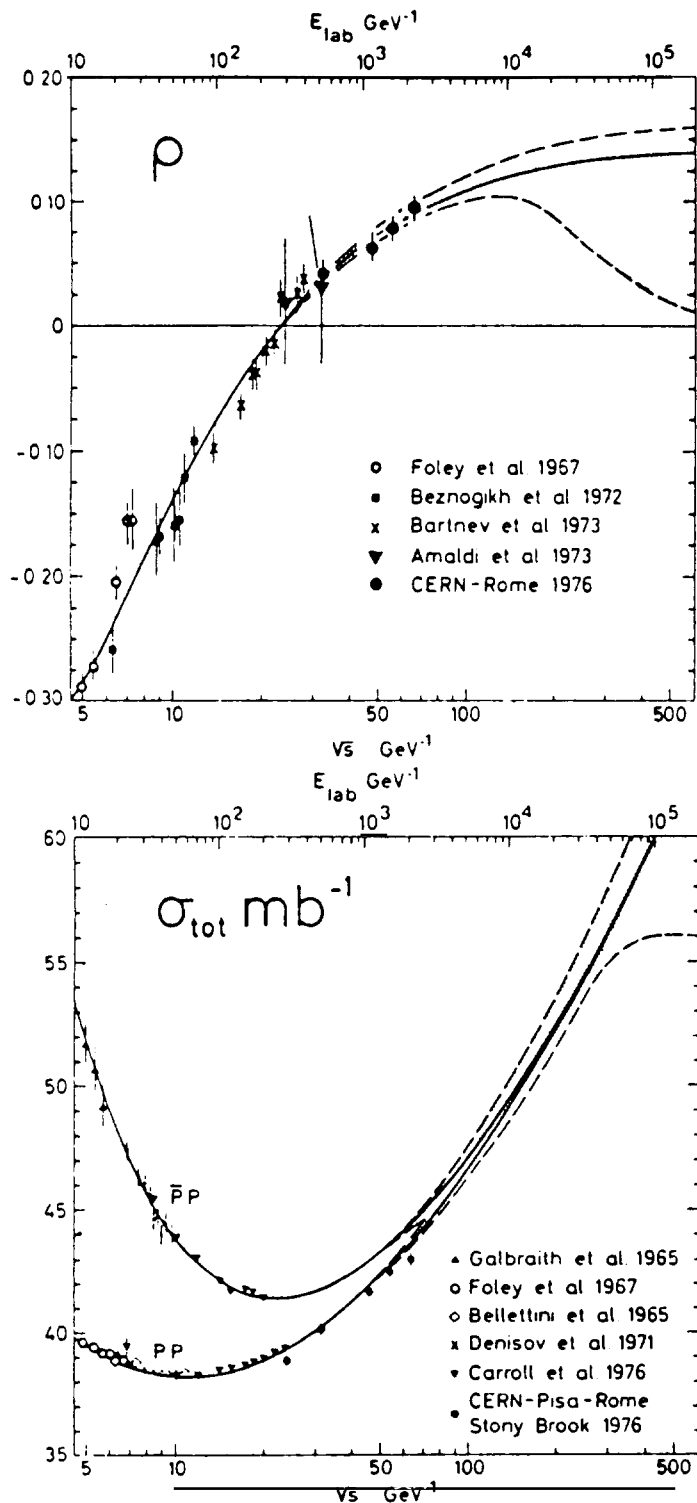 E_lab GeV⁻¹
10 10² 10³ 10⁴ 10⁵
0 20
ρ
0 10
0
-0 10
-0 20
-0 30
Foley et al 1967
Beznogikh et al 1972
Bartnev et al 1973
Amaldi et al 1973
CERN-Rome 1976
5 10 50 100 500
√s GeV⁻¹
E_lab GeV⁻¹
10 10² 10³ 10⁴ 10⁵
60
σ_tot mb⁻¹
55
50
p̄p
45
Galbraith et al. 1965
Foley et al 1967
Bellettini et al 1965
Denisov et al 1971
Carroll et al 1976
CERN-Pisa-Rome
Stony Brook 1976
40
pp
35
5 10 50 100 500
√s GeV⁻¹